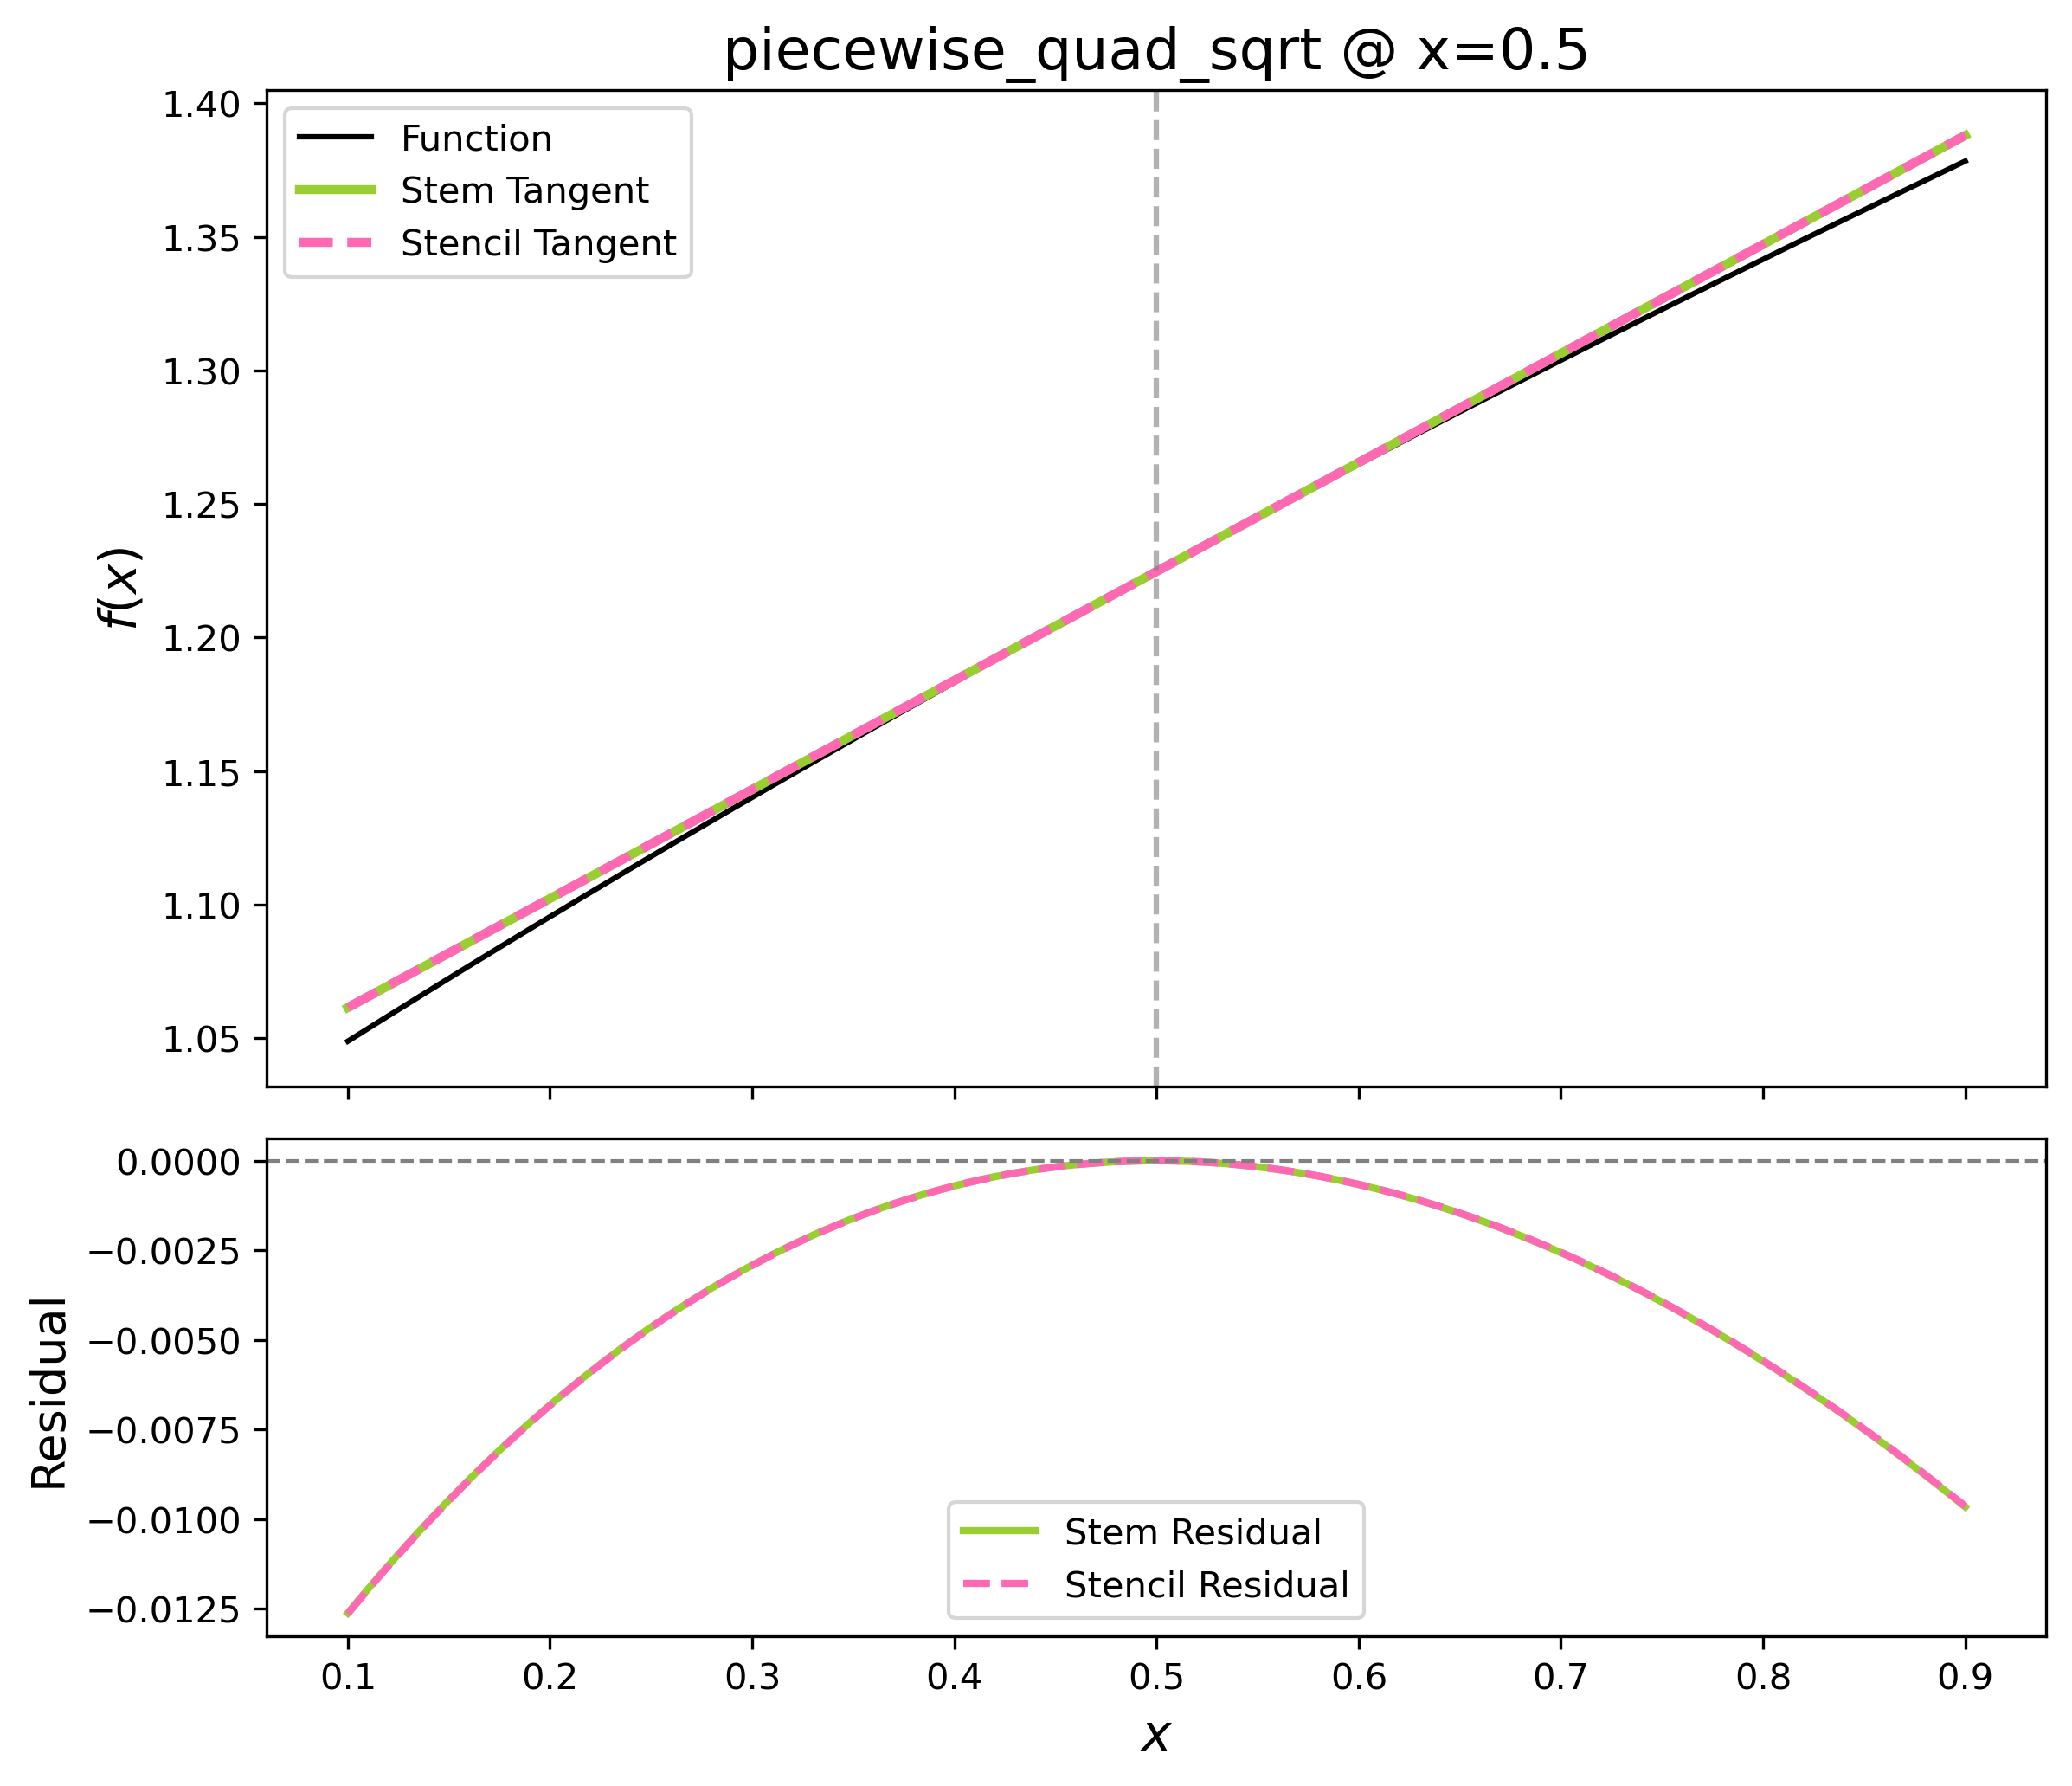 piecewise_quad_sqrt @ x=0.5
1.40
1.35
1.30
1.25
1.20
1.15
1.10
1.05
f(x)
Function
Stem Tangent
Stencil Tangent
0.0000
−0.0025
−0.0050
−0.0075
−0.0100
−0.0125
Residual
Stem Residual
Stencil Residual
0.1 0.2 0.3 0.4 0.5 0.6 0.7 0.8 0.9
x